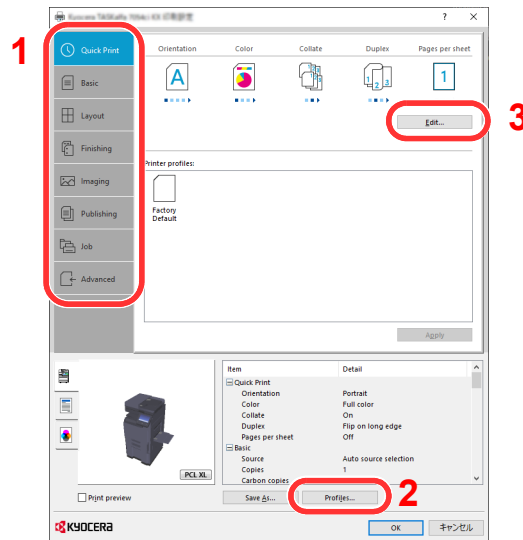 ? ×
1
Quick Print
Basic
Layout
Finishing
Imaging
Publishing
Job
Advanced
Orientation Color Collate Duplex Pages per sheet
A 1 2 3 1
Edit...
3
Printer profiles:
Factory
Default
Apply
Item Detail
Quick Print
Orientation Portrait
Color Full color
Collate On
Duplex Flip on long edge
Pages per sheet Off
Basic
Source Auto source selection
Copies 1
Carbon copies
PCL XL
Print preview
Save As...
Profiles...
2
KYOCERA
OK キャンセル